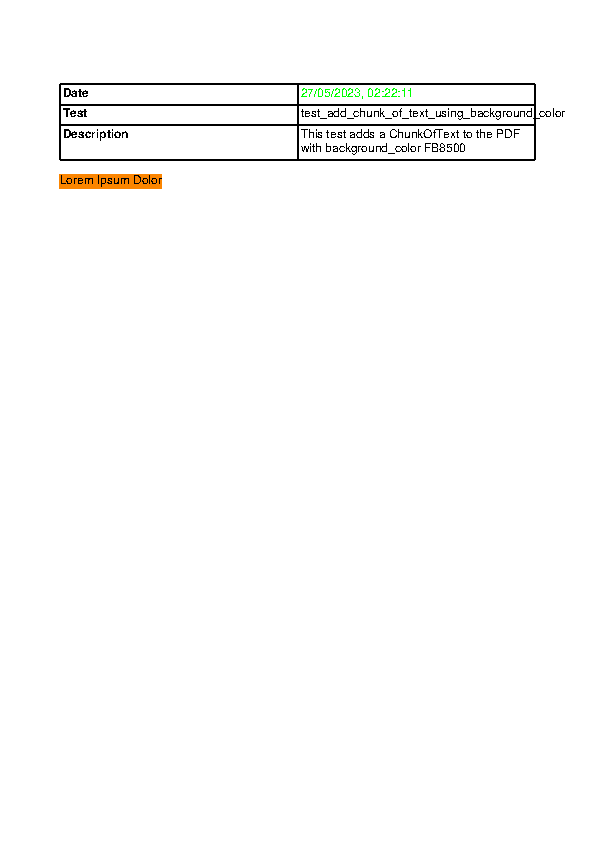 Date 27/05/2023, 02:22:11
Test test_add_chunk_of_text_using_background_color
Description This test adds a ChunkOfText to the PDF
with background_color FB8500
Lorem Ipsum Dolor